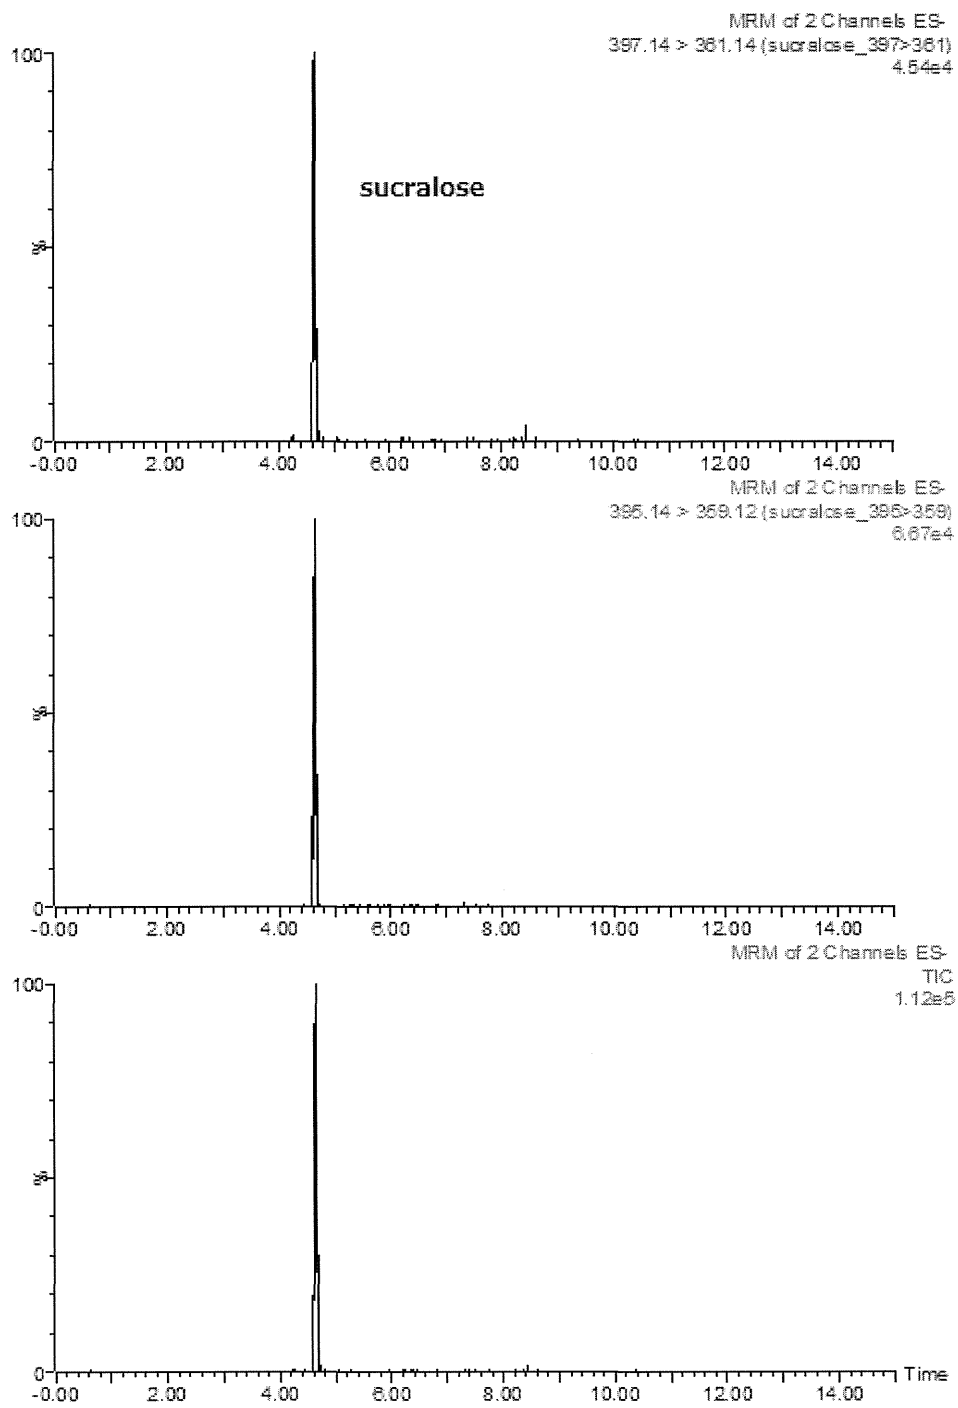 MRM of 2 Channels ES-
397.14 > 361.14 (sucralose_397>361)
4.54e4
100
sucralose
%
0
-0.00 2.00 4.00 6.00 8.00 10.00 12.00 14.00
MRM of 2 Channels ES-
395.14 > 359.12 (sucralose_395>359)
6.67e4
100
%
0
-0.00 2.00 4.00 6.00 8.00 10.00 12.00 14.00
MRM of 2 Channels ES-
TIC
1.12e5
100
%
0
Time
-0.00 2.00 4.00 6.00 8.00 10.00 12.00 14.00